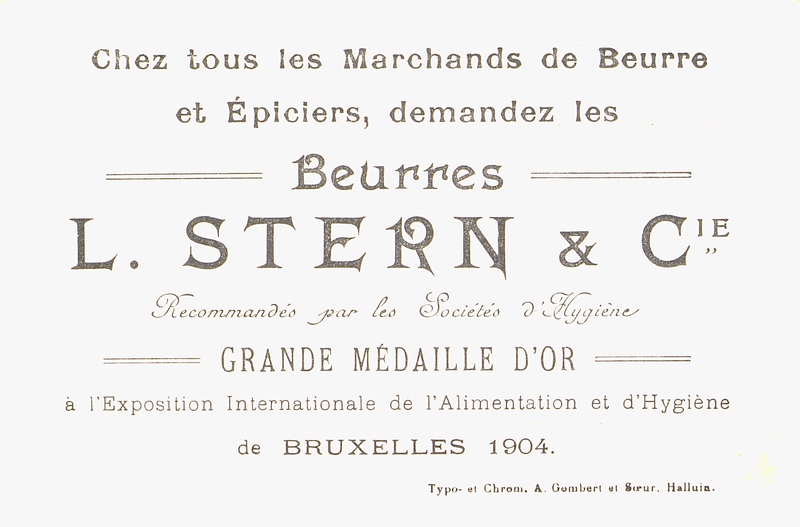 Chez tous les Marchands de Beurre
et Épiciers, demandez les
Beurres
L. STERN & CIE
Recommandés par les Sociétés d'Hygiène
GRANDE MÉDAILLE D'OR
à l'Exposition Internationale de l'Alimentation et d'Hygiène
de BRUXELLES 1904.
Typo- et Chrom. A. Gombert et Sœur, Halluin.